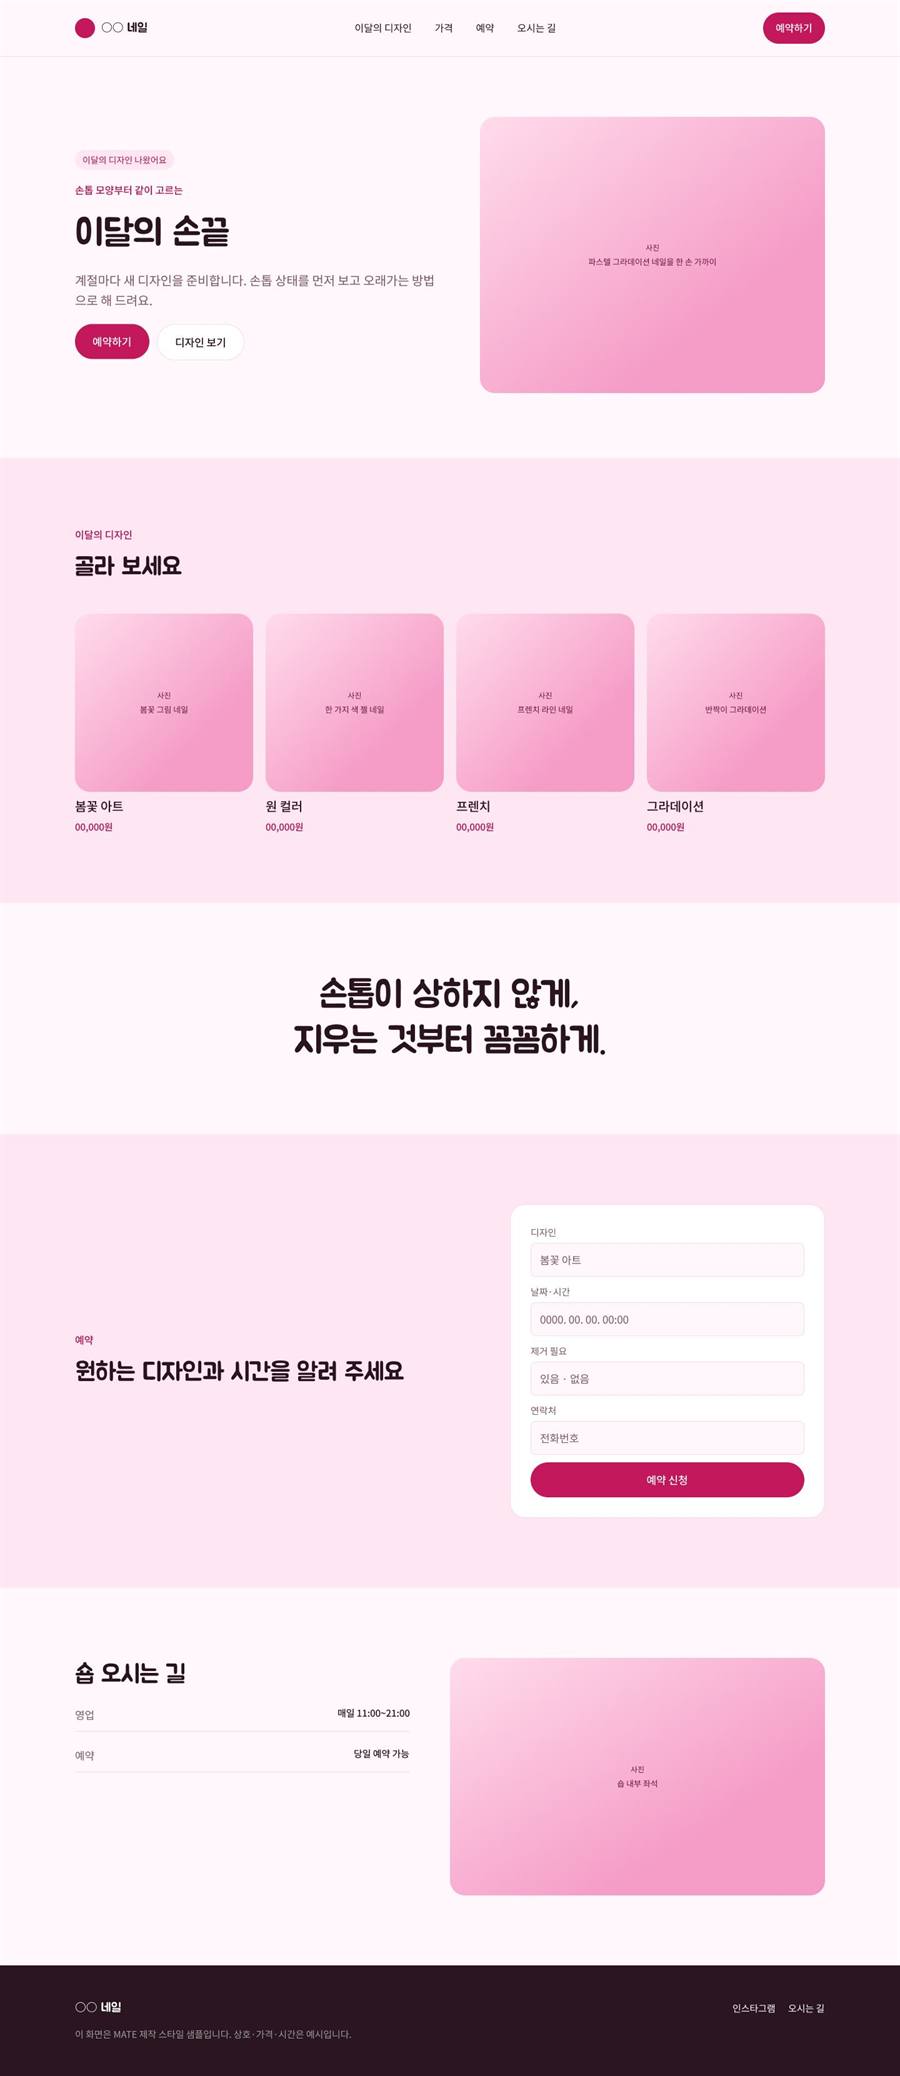 ○○ 네일
이달의 디자인
가격
예약
오시는 길
예약하기
이달의 디자인 나왔어요
손톱 모양부터 같이 고르는
이달의 손끝
계절마다 새 디자인을 준비합니다. 손톱 상태를 먼저 보고 오래가는 방법
으로 해 드려요.
예약하기
디자인 보기
사진
파스텔 그라데이션 네일을 한 손 가까이
이달의 디자인
골라 보세요
사진
봄꽃 그림 네일
봄꽃 아트
00,000원
사진
한 가지 색 젤 네일
원 컬러
00,000원
사진
프렌치 라인 네일
프렌치
00,000원
사진
반짝이 그라데이션
그라데이션
00,000원
손톱이 상하지 않게,
지우는 것부터 꼼꼼하게.
예약
원하는 디자인과 시간을 알려 주세요
디자인
봄꽃 아트
날짜·시간
0000. 00. 00. 00:00
제거 필요
있음 · 없음
연락처
전화번호
예약 신청
숍 오시는 길
영업
매일 11:00~21:00
예약
당일 예약 가능
사진
숍 내부 좌석
○○ 네일
이 화면은 MATE 제작 스타일 샘플입니다. 상호·가격·시간은 예시입니다.
인스타그램
오시는 길